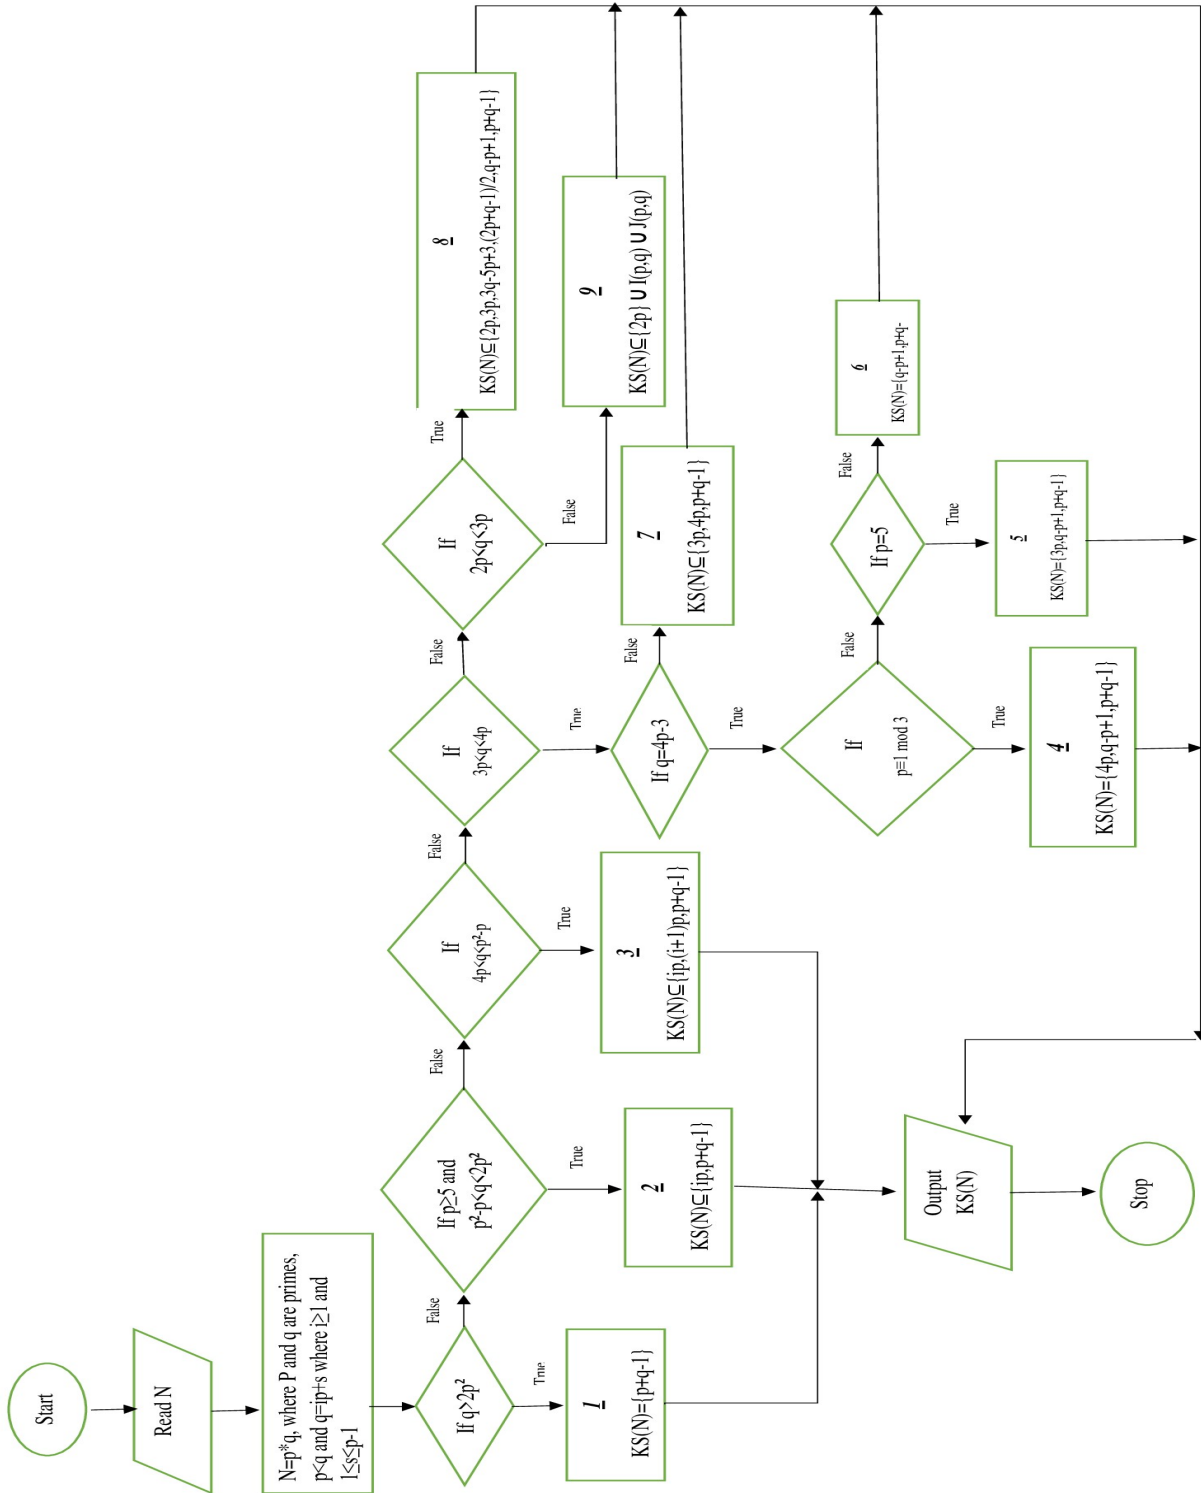 Start
Read N
N=p*q, where P and q are primes,
p<q and q=ip+s where i≥1 and
1≤s≤p-1
If q>2p²
False
True
1
KS(N)={p+q-1}
If p≥5 and
p²-p<q<2p²
False
True
2
KS(N)⊆{ip,p+q-1}
If
4p<q<p²-p
False
True
3
KS(N)⊆{ip,(i+1)p,p+q-1}
If
3p<q<4p
False
True
If q=4p-3
False
True
7
KS(N)⊆{3p,4p,p+q-1}
If
p≡1 mod 3
False
True
4
KS(N)={4p,q-p+1,p+q-1}
If p=5
False
True
5
KS(N)={3p,q-p+1,p+q-1}
6
KS(N)={q-p+1,p+q-
If
2p<q<3p
True
False
8
KS(N)⊆{2p,3p,3q-5p+3,(2p+q-1)/2,q-p+1,p+q-1}
9
KS(N)⊆{2p} ∪ I(p,q) ∪ J(p,q)
Output
KS(N)
Stop